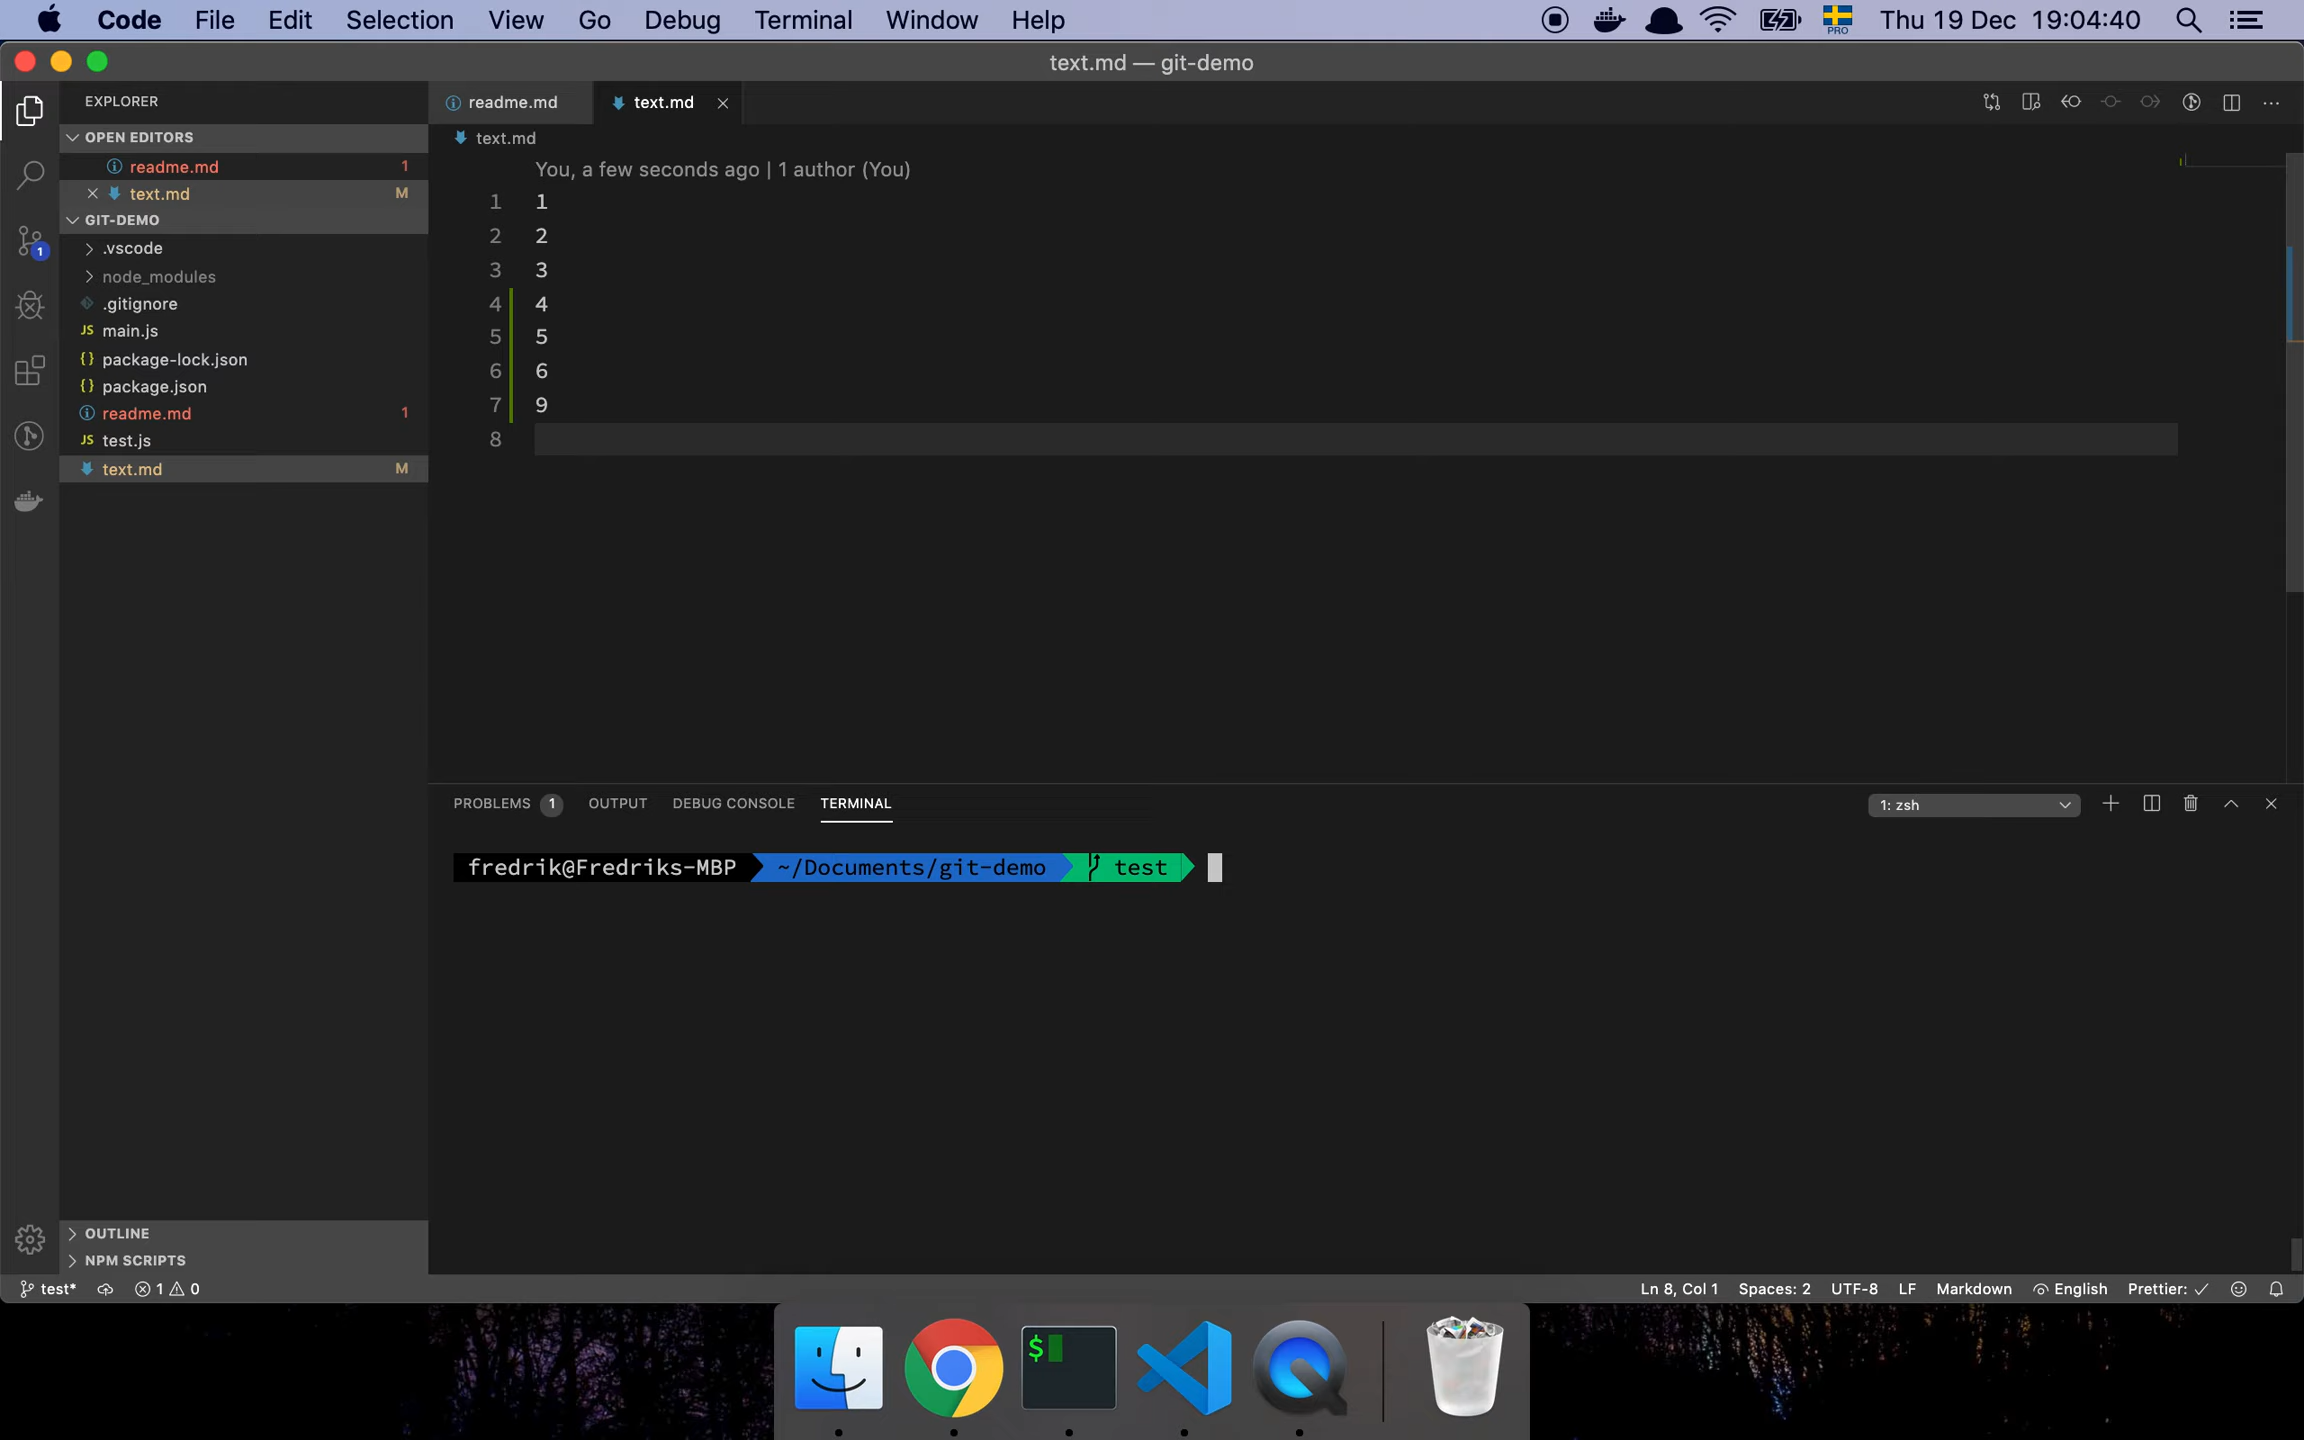 Code File Edit Selection View Go Debug Terminal Window Help PRO Thu 19 Dec 19:04:40
text.md — git-demo
EXPLORER
OPEN EDITORS
readme.md 1
text.md M
GIT-DEMO
.vscode
node_modules
.gitignore
JS main.js
{} package-lock.json
{} package.json
readme.md 1
JS test.js
text.md M
OUTLINE
NPM SCRIPTS
1
readme.md text.md
text.md
You, a few seconds ago | 1 author (You)
1 1
2 2
3 3
4 4
5 5
6 6
7 9
8
PROBLEMS 1 OUTPUT DEBUG CONSOLE TERMINAL 1: zsh
fredrik@Fredriks-MBP ~/Documents/git-demo test
test* 1 0 Ln 8, Col 1 Spaces: 2 UTF-8 LF Markdown English Prettier: ✓
$